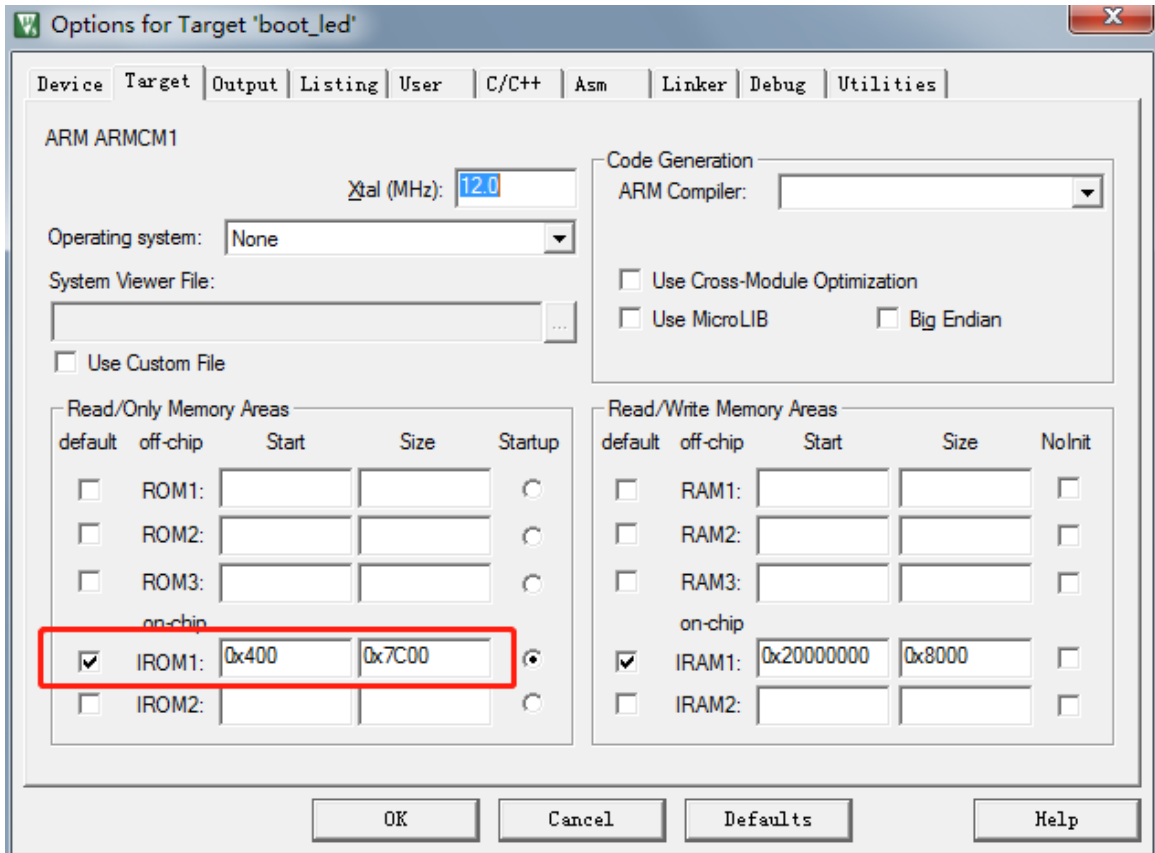 Options for Target 'boot_led'
Device Target Output Listing User C/C++ Asm Linker Debug Utilities
ARM ARMCM1
Xtal (MHz): 12.0
Operating system: None
System Viewer File:
...
Use Custom File
Code Generation
ARM Compiler:
Use Cross-Module Optimization
Use MicroLIB Big Endian
Read/Only Memory Areas
default off-chip Start Size Startup
ROM1:
ROM2:
ROM3:
on-chip
IROM1: 0x400 0x7C00
IROM2:
Read/Write Memory Areas
default off-chip Start Size NoInit
RAM1:
RAM2:
RAM3:
on-chip
IRAM1: 0x20000000 0x8000
IRAM2:
OK Cancel Defaults Help